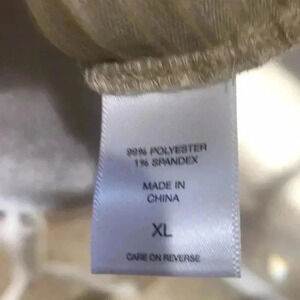 99% POLYESTER
1% SPANDEX
MADE IN
CHINA
XL
CARE ON REVERSE